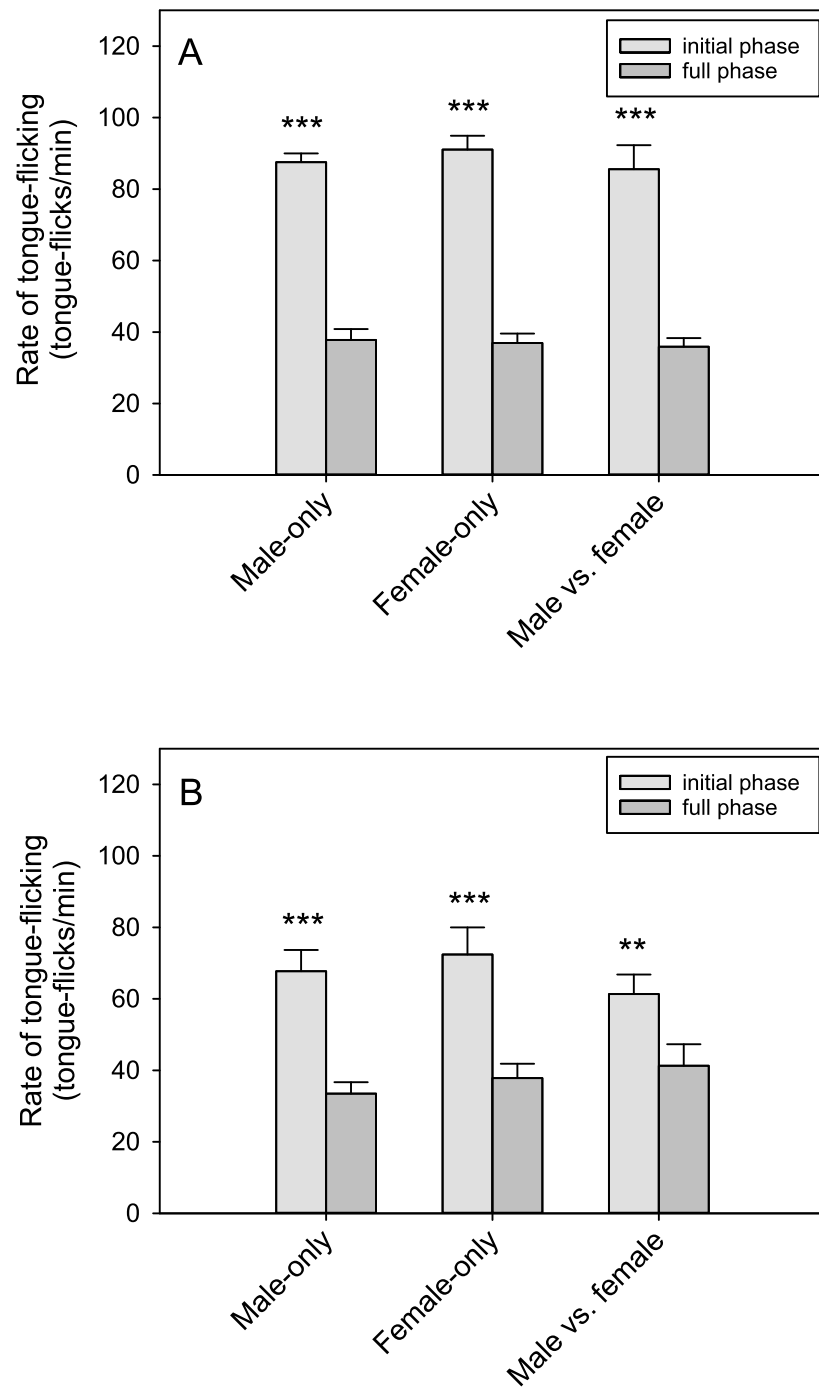 A
initial phase
full phase
120
100
80
60
40
20
0
Rate of tongue-flicking
(tongue-flicks/min)
***
***
***
Male-only
Female-only
Male vs. female
B
initial phase
full phase
120
100
80
60
40
20
0
Rate of tongue-flicking
(tongue-flicks/min)
***
***
**
Male-only
Female-only
Male vs. female